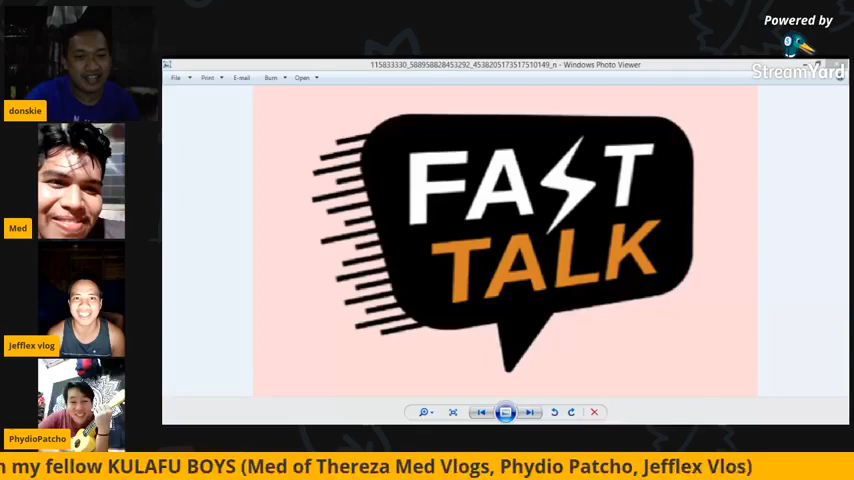 Powered by
StreamYard
115833330_588958828453292_4538205173517510149_n - Windows Photo Viewer
File Print E-mail Burn Open
FAST
TALK
donskie
Med
Jefflex vlog
PhydioPatcho
my fellow KULAFU BOYS (Med of Thereza Med Vlogs, Phydio Patcho, Jefflex Vlos)